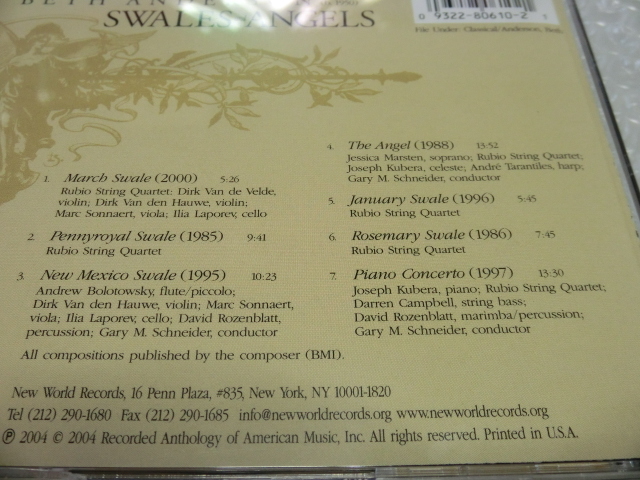 BETH ANDE
SWALES ANGELS
0 9322-80610-2
File Under: Classical/Anderson, Beth
1. March Swale (2000) 5:26
Rubio String Quartet: Dirk Van de Velde,
violin; Dirk Van den Hauwe, violin;
Marc Sonnaert, viola; Ilia Laporev, cello
2. Pennyroyal Swale (1985) 9:41
Rubio String Quartet
3. New Mexico Swale (1995) 10:23
Andrew Bolotowsky, flute/piccolo;
Dirk Van den Hauwe, violin; Marc Sonnaert,
viola; Ilia Laporev, cello; David Rozenblatt,
percussion; Gary M. Schneider, conductor
4. The Angel (1988) 13:52
Jessica Marsten, soprano; Rubio String Quartet;
Joseph Kubera, celeste; André Tarantiles, harp;
Gary M. Schneider, conductor
5. January Swale (1996) 5:45
Rubio String Quartet
6. Rosemary Swale (1986) 7:45
Rubio String Quartet
7. Piano Concerto (1997) 13:30
Joseph Kubera, piano; Rubio String Quartet;
Darren Campbell, string bass;
David Rozenblatt, marimba/percussion;
Gary M. Schneider, conductor
All compositions published by the composer (BMI).
New World Records, 16 Penn Plaza, #835, New York, NY 10001-1820
Tel (212) 290-1680 Fax (212) 290-1685 info@newworldrecords.org www.newworldrecords.org
℗ 2004 © 2004 Recorded Anthology of American Music, Inc. All rights reserved. Printed in U.S.A.